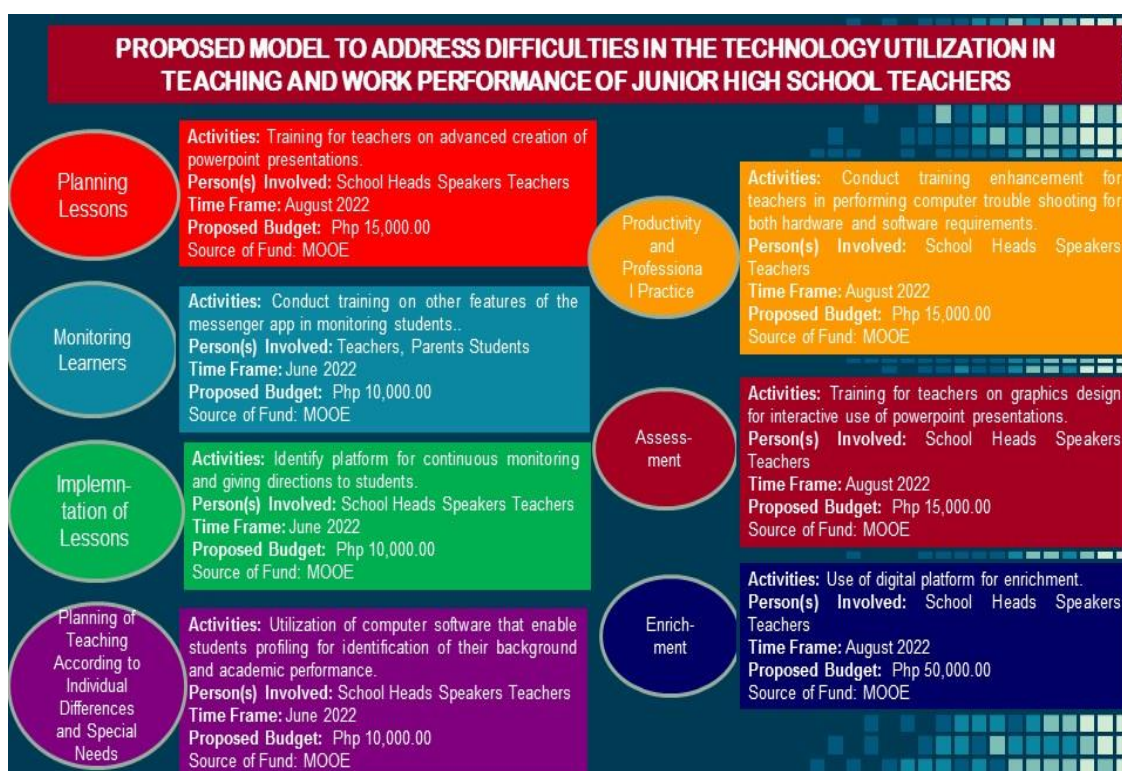 PROPOSED MODEL TO ADDRESS DIFFICULTIES IN THE TECHNOLOGY UTILIZATION IN
TEACHING AND WORK PERFORMANCE OF JUNIOR HIGH SCHOOL TEACHERS
Planning
Lessons
Activities: Training for teachers on advanced creation of
powerpoint presentations.
Person(s) Involved: School Heads Speakers Teachers
Time Frame: August 2022
Proposed Budget: Php 15,000.00
Source of Fund: MOOE
Monitoring
Learners
Activities: Conduct training on other features of the
messenger app in monitoring students..
Person(s) Involved: Teachers, Parents Students
Time Frame: June 2022
Proposed Budget: Php 10,000.00
Source of Fund: MOOE
Implemn-
tation of
Lessons
Activities: Identify platform for continuous monitoring
and giving directions to students.
Person(s) Involved: School Heads Speakers Teachers
Time Frame: June 2022
Proposed Budget: Php 10,000.00
Source of Fund: MOOE
Planning of
Teaching
According to
Individual
Differences
and Special
Needs
Activities: Utilization of computer software that enable
students profiling for identification of their background
and academic performance.
Person(s) Involved: School Heads Speakers Teachers
Time Frame: June 2022
Proposed Budget: Php 10,000.00
Source of Fund: MOOE
Productivity
and
Professiona
l Practice
Activities: Conduct training enhancement for
teachers in performing computer trouble shooting for
both hardware and software requirements.
Person(s) Involved: School Heads Speakers
Teachers
Time Frame: August 2022
Proposed Budget: Php 15,000.00
Source of Fund: MOOE
Assess-
ment
Activities: Training for teachers on graphics design
for interactive use of powerpoint presentations.
Person(s) Involved: School Heads Speakers
Teachers
Time Frame: August 2022
Proposed Budget: Php 15,000.00
Source of Fund: MOOE
Enrich-
ment
Activities: Use of digital platform for enrichment.
Person(s) Involved: School Heads Speakers
Teachers
Time Frame: August 2022
Proposed Budget: Php 50,000.00
Source of Fund: MOOE